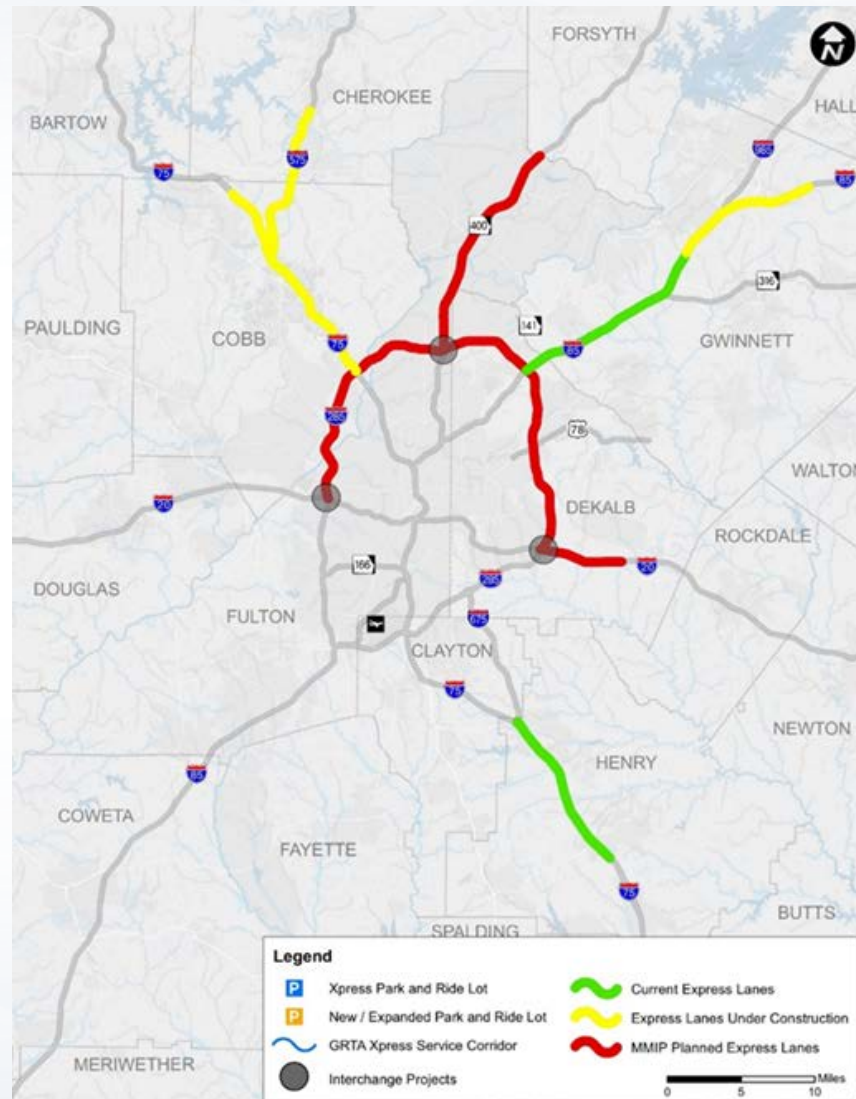 FORSYTH
N
CHEROKEE
HALL
BARTOW
575
985
75
85
400
316
141
PAULDING
COBB
75
85
GWINNETT
285
78
WALTON
20
DEKALB
ROCKDALE
166
285
20
DOUGLAS
FULTON
675
CLAYTON
75
NEWTON
HENRY
85
COWETA
FAYETTE
75
BUTTS
SPALDING
MERIWETHER
Legend
P Xpress Park and Ride Lot
P New / Expanded Park and Ride Lot
GRTA Xpress Service Corridor
Interchange Projects
Current Express Lanes
Express Lanes Under Construction
MMIP Planned Express Lanes
Miles
0 5 10